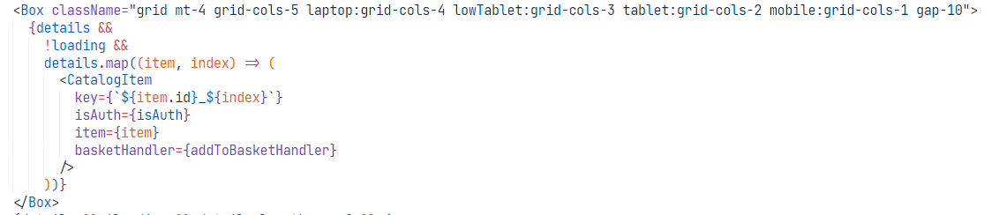 <Box className="grid mt-4 grid-cols-5 laptop:grid-cols-4 lowTablet:grid-cols-3 tablet:grid-cols-2 mobile:grid-cols-1 gap-10">
{details &&
!loading &&
details.map((item, index) => (
<CatalogItem
key={`${item.id}_${index}`}
isAuth={isAuth}
item={item}
basketHandler={addToBasketHandler}
/>
))}
</Box>